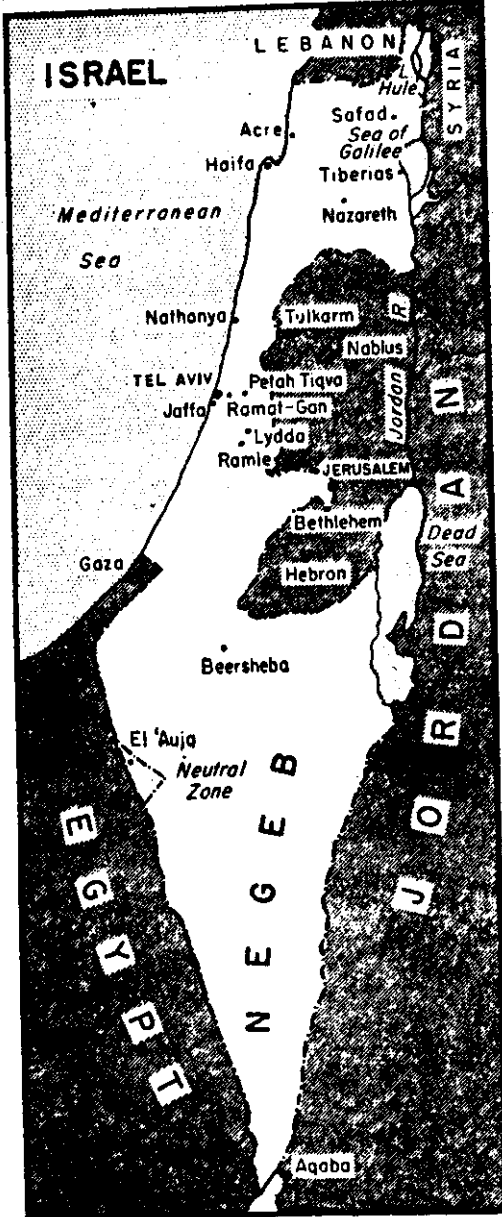 LEBANON
ISRAEL
SYRIA
L.
Hule
Safad
Acre
Sea of
Galilee
Haifa
Tiberias
Nazareth
Mediterranean
Sea
Nathanya
Tulkarm
Nablus
Jordan R
TEL AVIV
Petah Tiqva
Jaffa
Ramat-Gan
Lydda
Ramle
JERUSALEM
Bethlehem
Dead
Sea
Gaza
Hebron
JORDAN
Beersheba
El 'Auja
Neutral
Zone
NEGEB
EGYPT
Aqaba